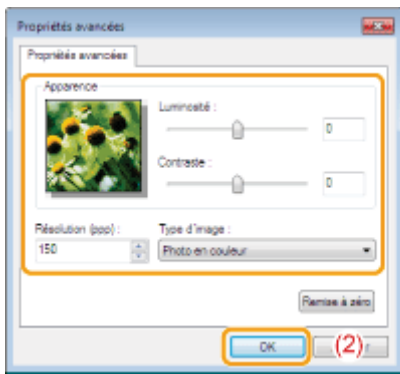 Propriétés avancées
Propriétés avancées
Apparence
Luminosité :
0
Contraste :
0
Résolution (ppp) :
Type d'image :
150
Photo en couleur
Remise à zéro
OK
(2)
r